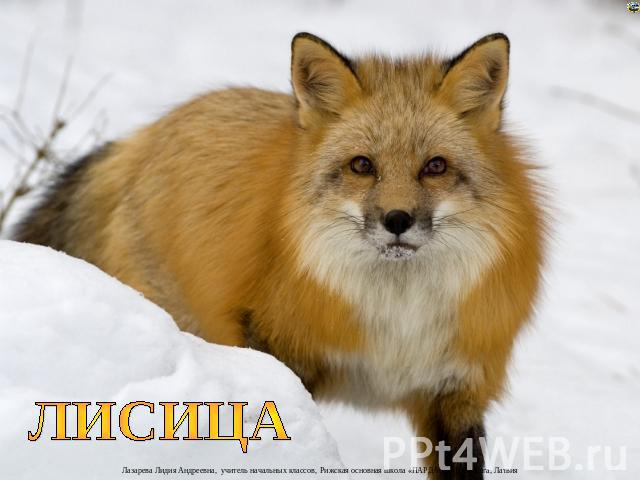 ЛИСИЦА
PPt4WEB.ru
Лазарева Лидия Андреевна, учитель начальных классов, Рижская основная школа Латвия